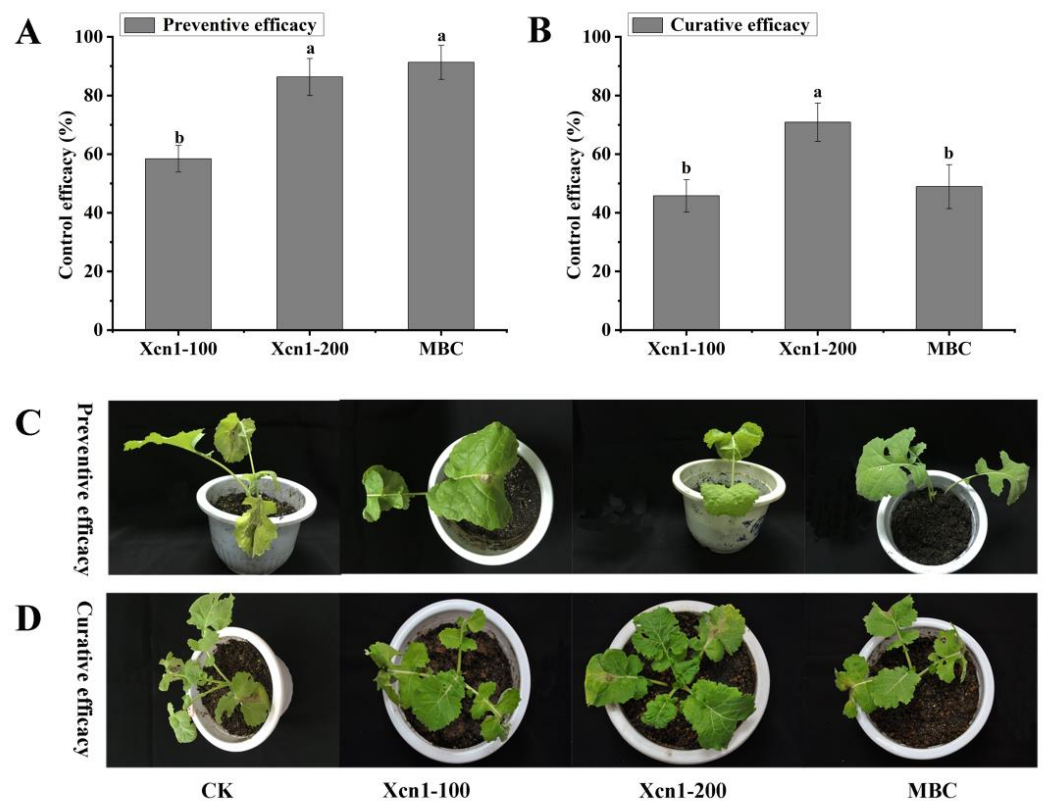 A
Preventive efficacy
Control efficacy (%)
100
80
60
40
20
0
b
a
a
Xcn1-100
Xcn1-200
MBC
B
Curative efficacy
Control efficacy (%)
100
80
60
40
20
0
b
a
b
Xcn1-100
Xcn1-200
MBC
C
Preventive efficacy
D
Curative efficacy
CK
Xcn1-100
Xcn1-200
MBC